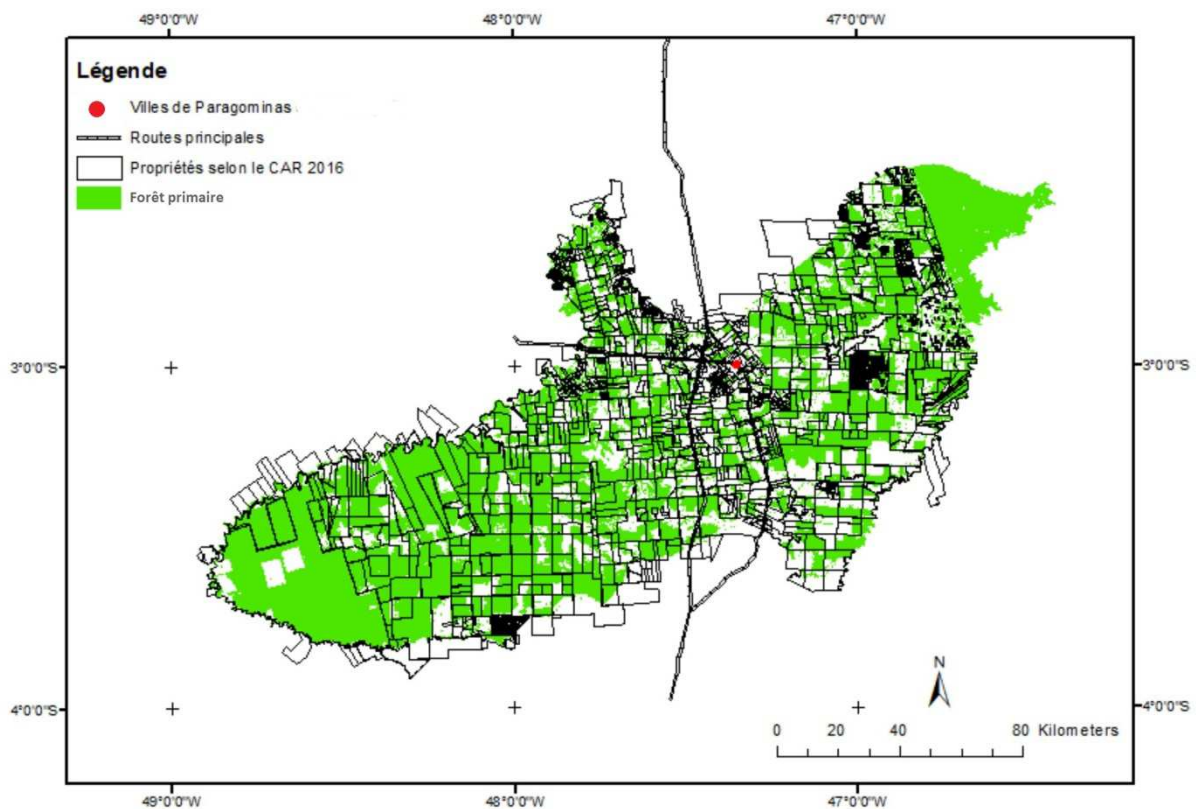 49°0'0"W 48°0'0"W 47°0'0"W
Légende
Villes de Paragominas
Routes principales
Propriétés selon le CAR 2016
Forêt primaire
3°0'0"S 3°0'0"S
N
4°0'0"S 4°0'0"S
0 20 40 80 Kilometers
49°0'0"W 48°0'0"W 47°0'0"W